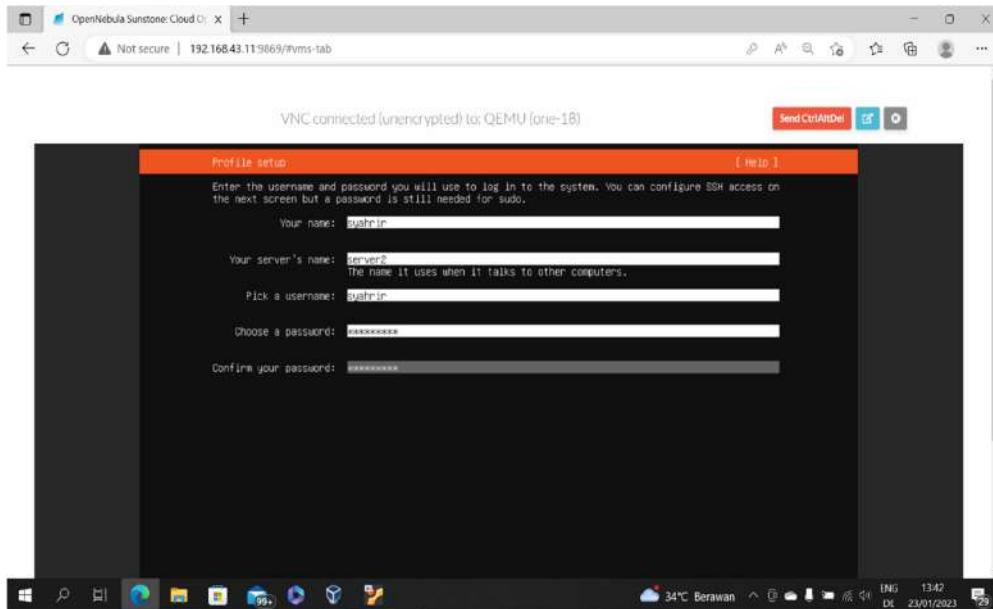 OpenNebula Sunstone: Cloud O
Not secure | 192.168.43.11:9869/#vms-tab
VNC connected (unencrypted) to: QEMU (one-18)
Send CtrlAltDel
Profile setup [ Help ]
Enter the username and password you will use to log in to the system. You can configure SSH access on
the next screen but a password is still needed for sudo.
Your name: syahrir
Your server's name: server2
The name it uses when it talks to other computers.
Pick a username: syahrir
Choose a password: *********
Confirm your password: *********
99+
34°C Berawan
ENG
DE
13:42
23/01/2023
29